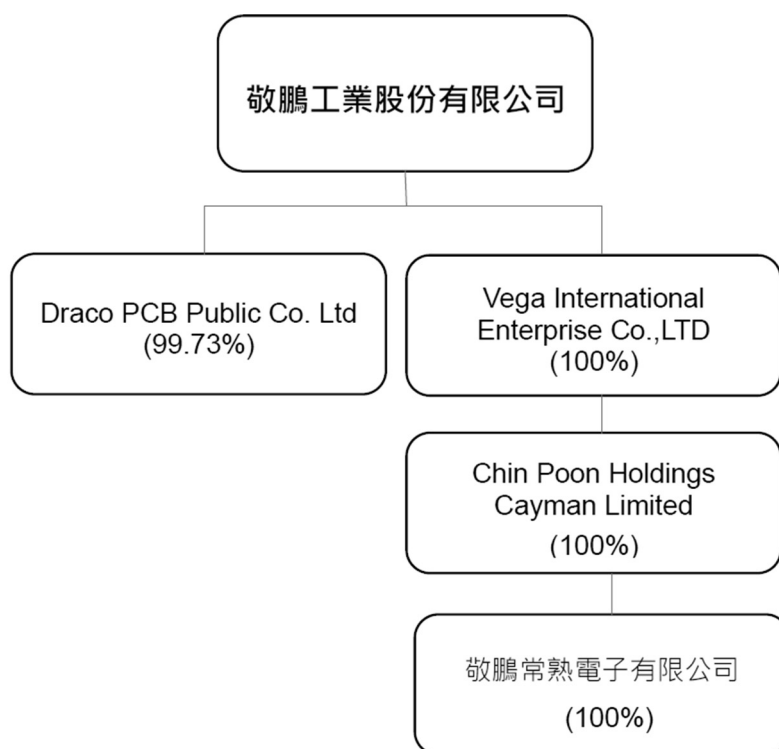 敬鵬工業股份有限公司
Draco PCB Public Co. Ltd
(99.73%)
Vega International
Enterprise Co.,LTD
(100%)
Chin Poon Holdings
Cayman Limited
(100%)
敬鵬常熟電子有限公司
(100%)